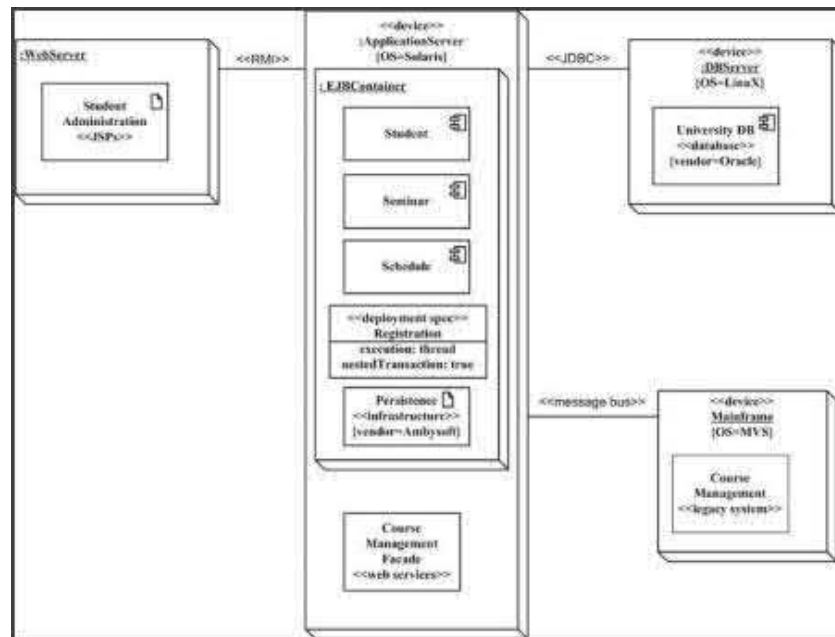 :WebServer
Student
Administration
<<JSPs>>
<<RMI>>
<<device>>
:ApplicationServer
{OS=Solaris}
:EJBContainer
Student
Seminar
Schedule
<<deployment spec>>
Registration
execution: thread
nestedTransaction: true
Persistence
<<infrastructure>>
{vendor=Ambysoft}
Course
Management
Facade
<<web services>>
<<JDBC>>
<<device>>
:DBServer
{OS=Linux}
University DB
<<database>>
{vendor=Oracle}
<<message bus>>
<<device>>
Mainframe
{OS=MVS}
Course
Management
<<legacy system>>